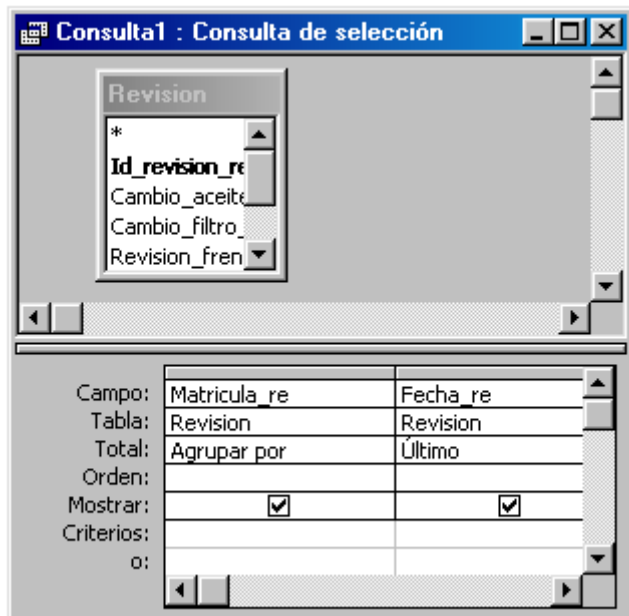 Consulta1 : Consulta de selección
Revision
*
Id_revision_re
Cambio_aceite
Cambio_filtro_
Revision_fren
Campo: Matricula_re Fecha_re
Tabla: Revision Revision
Total: Agrupar por Último
Orden:
Mostrar:
Criterios:
o: